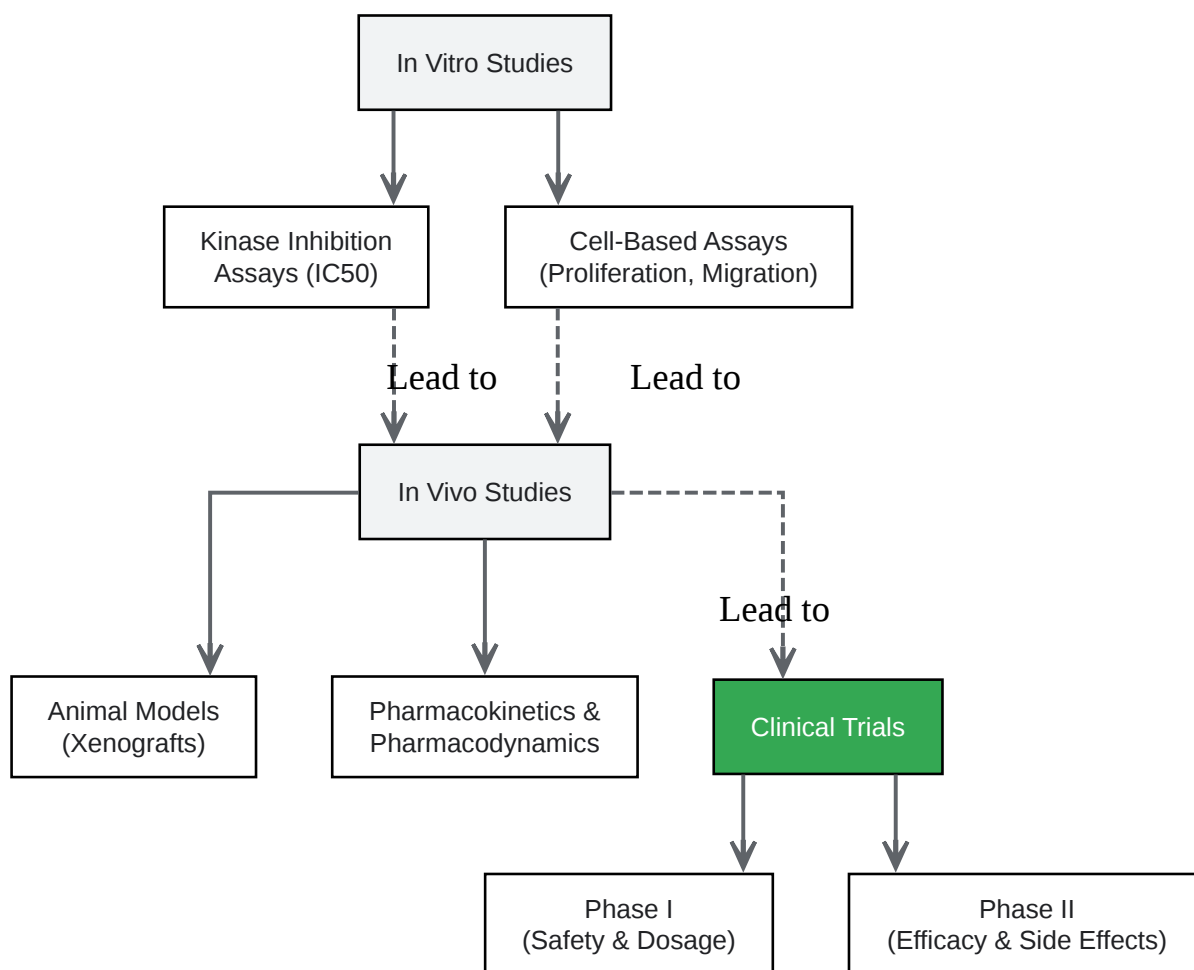 In Vitro Studies
Kinase Inhibition
Assays (IC50)
Cell-Based Assays
(Proliferation, Migration)
Lead to
Lead to
In Vivo Studies
Lead to
Animal Models
(Xenografts)
Pharmacokinetics &
Pharmacodynamics
Clinical Trials
Phase I
(Safety & Dosage)
Phase II
(Efficacy & Side Effects)